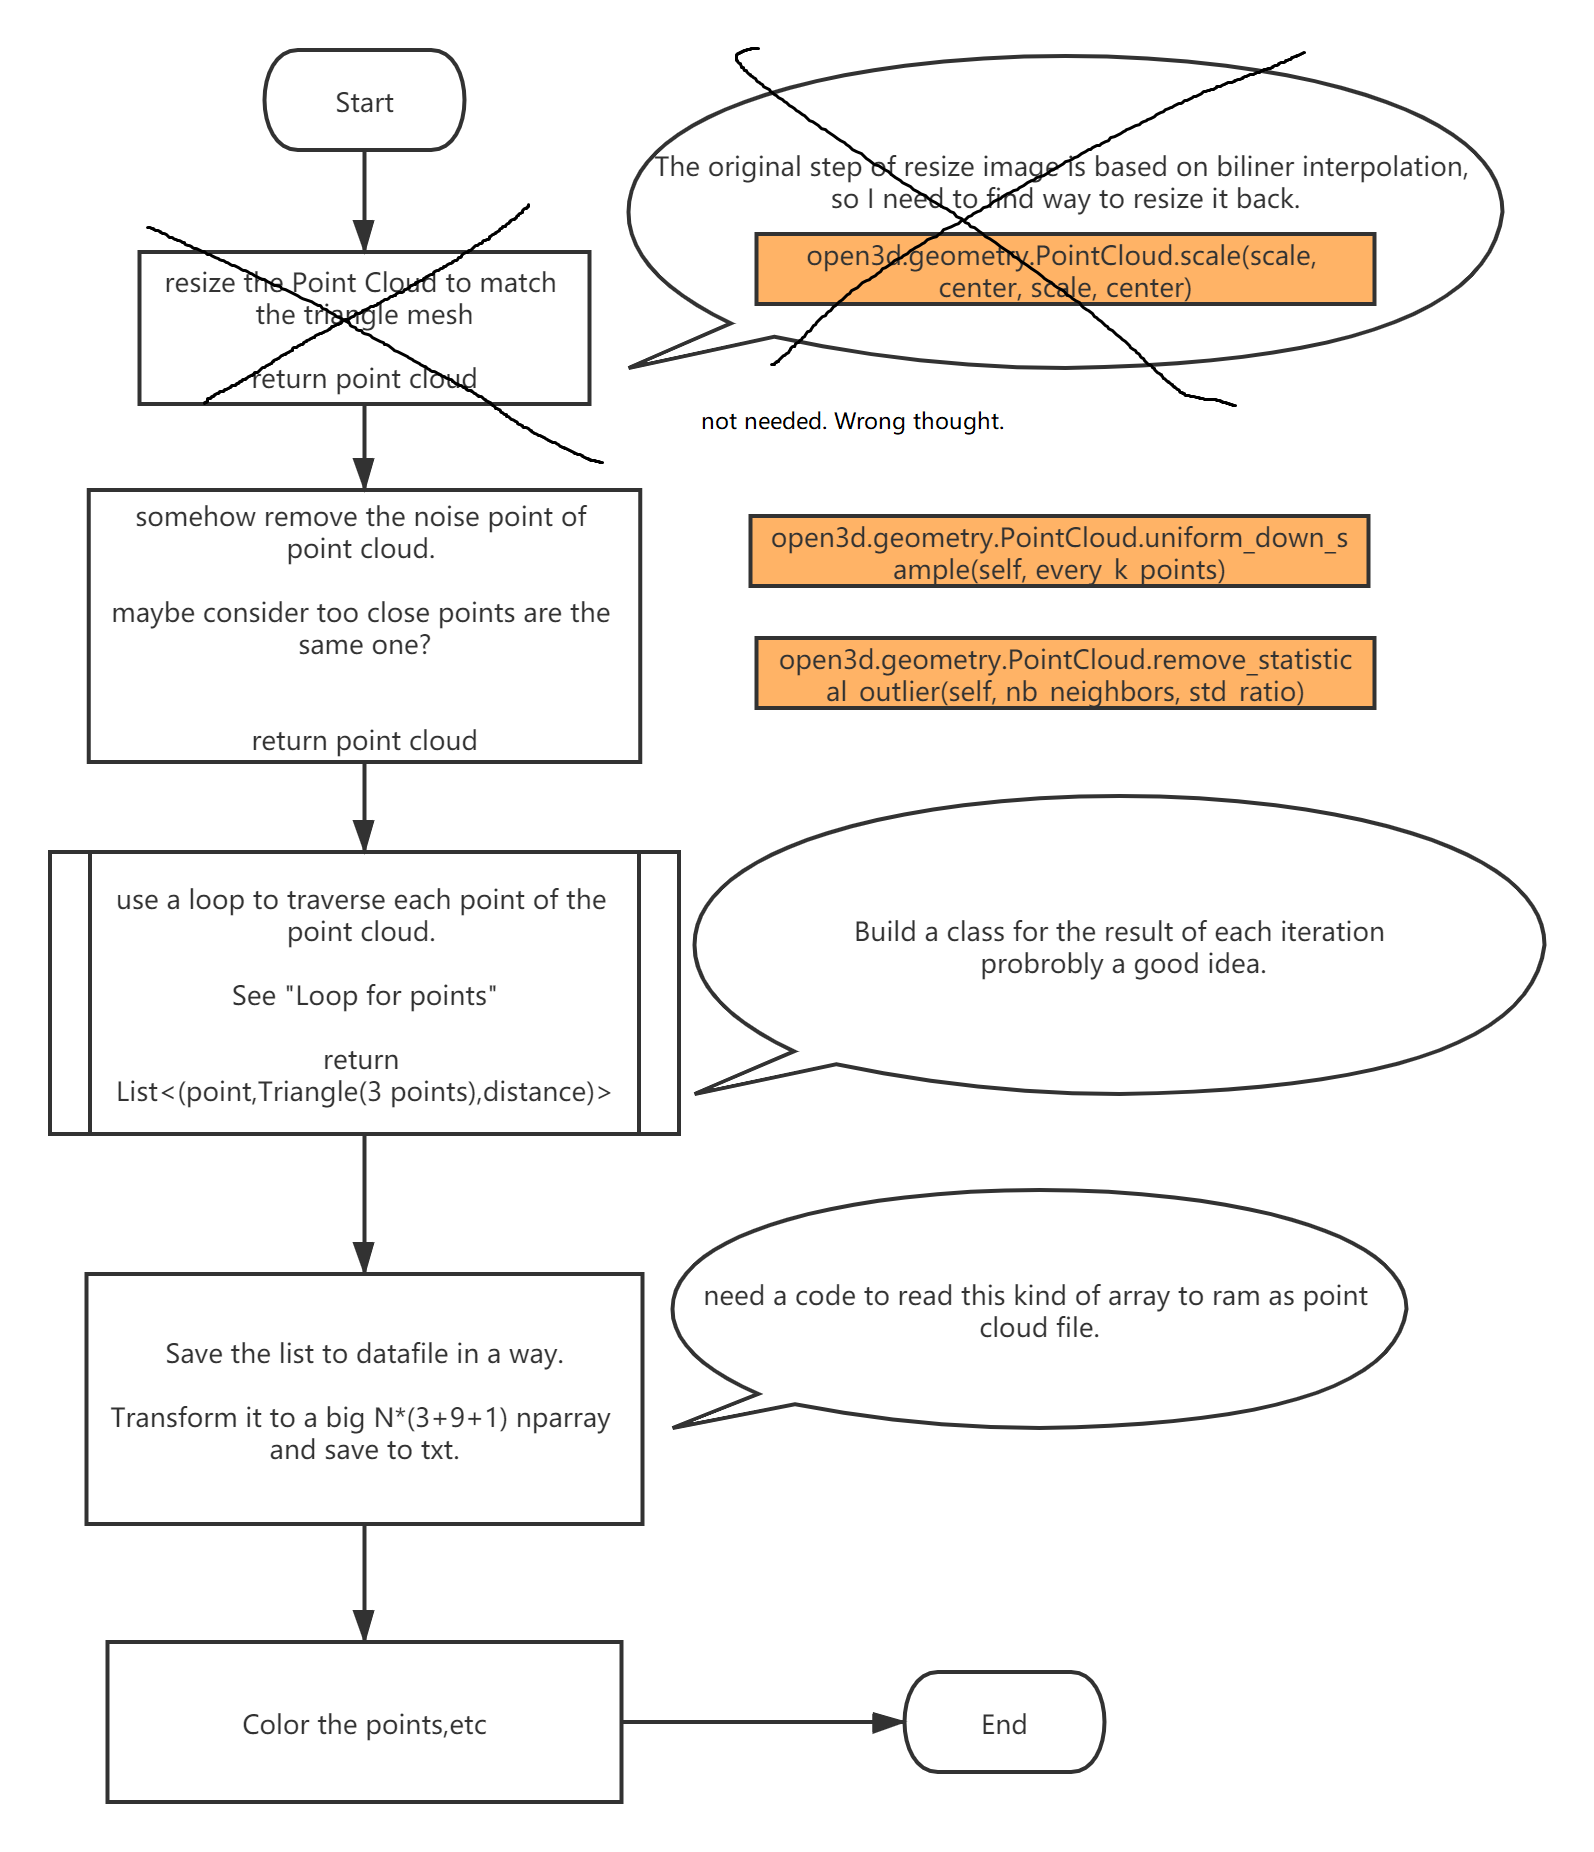 Start
The original step of resize image is based on biliner interpolation,
so I need to find way to resize it back.
open3d.geometry.PointCloud.scale(scale,
center, scale, center)
resize the Point Cloud to match
the triangle mesh
return point cloud
not needed. Wrong thought.
somehow remove the noise point of
point cloud.
maybe consider too close points are the
same one?
return point cloud
open3d.geometry.PointCloud.uniform_down_s
ample(self, every_k_points)
open3d.geometry.PointCloud.remove_statistic
al_outlier(self, nb_neighbors, std_ratio)
use a loop to traverse each point of the
point cloud.
See "Loop for points"
return
List<(point,Triangle(3 points),distance)>
Build a class for the result of each iteration
probrobly a good idea.
Save the list to datafile in a way.
Transform it to a big N*(3+9+1) nparray
and save to txt.
need a code to read this kind of array to ram as point
cloud file.
Color the points,etc
End